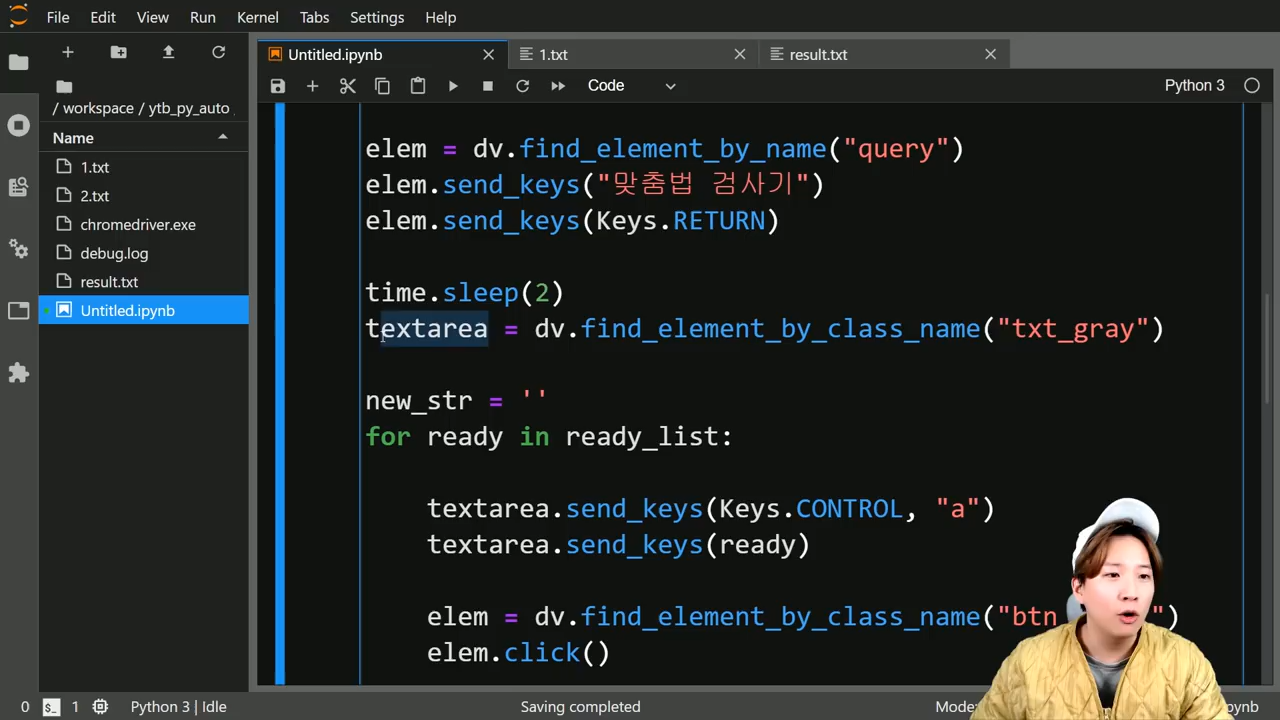 File Edit View Run Kernel Tabs Settings Help
Untitled.ipynb 1.txt result.txt
Code Python 3
/ workspace / ytb_py_auto
Name
1.txt
2.txt
chromedriver.exe
debug.log
result.txt
Untitled.ipynb
elem = dv.find_element_by_name("query")
elem.send_keys("맞춤법 검사기")
elem.send_keys(Keys.RETURN)
time.sleep(2)
textarea = dv.find_element_by_class_name("txt_gray")
new_str = ''
for ready in ready_list:
textarea.send_keys(Keys.CONTROL, "a")
textarea.send_keys(ready)
elem = dv.find_element_by_class_name("btn ")
elem.click()
0 $_ 1 Python 3 | Idle Saving completed